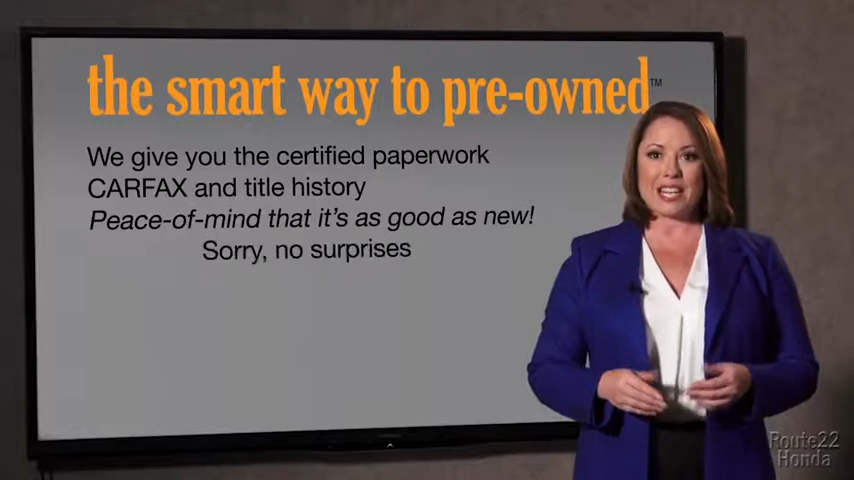 the smart way to pre-owned™
We give you the certified paperwork
CARFAX and title history
Peace-of-mind that it's as good as new!
Sorry, no surprises
Route22
Honda